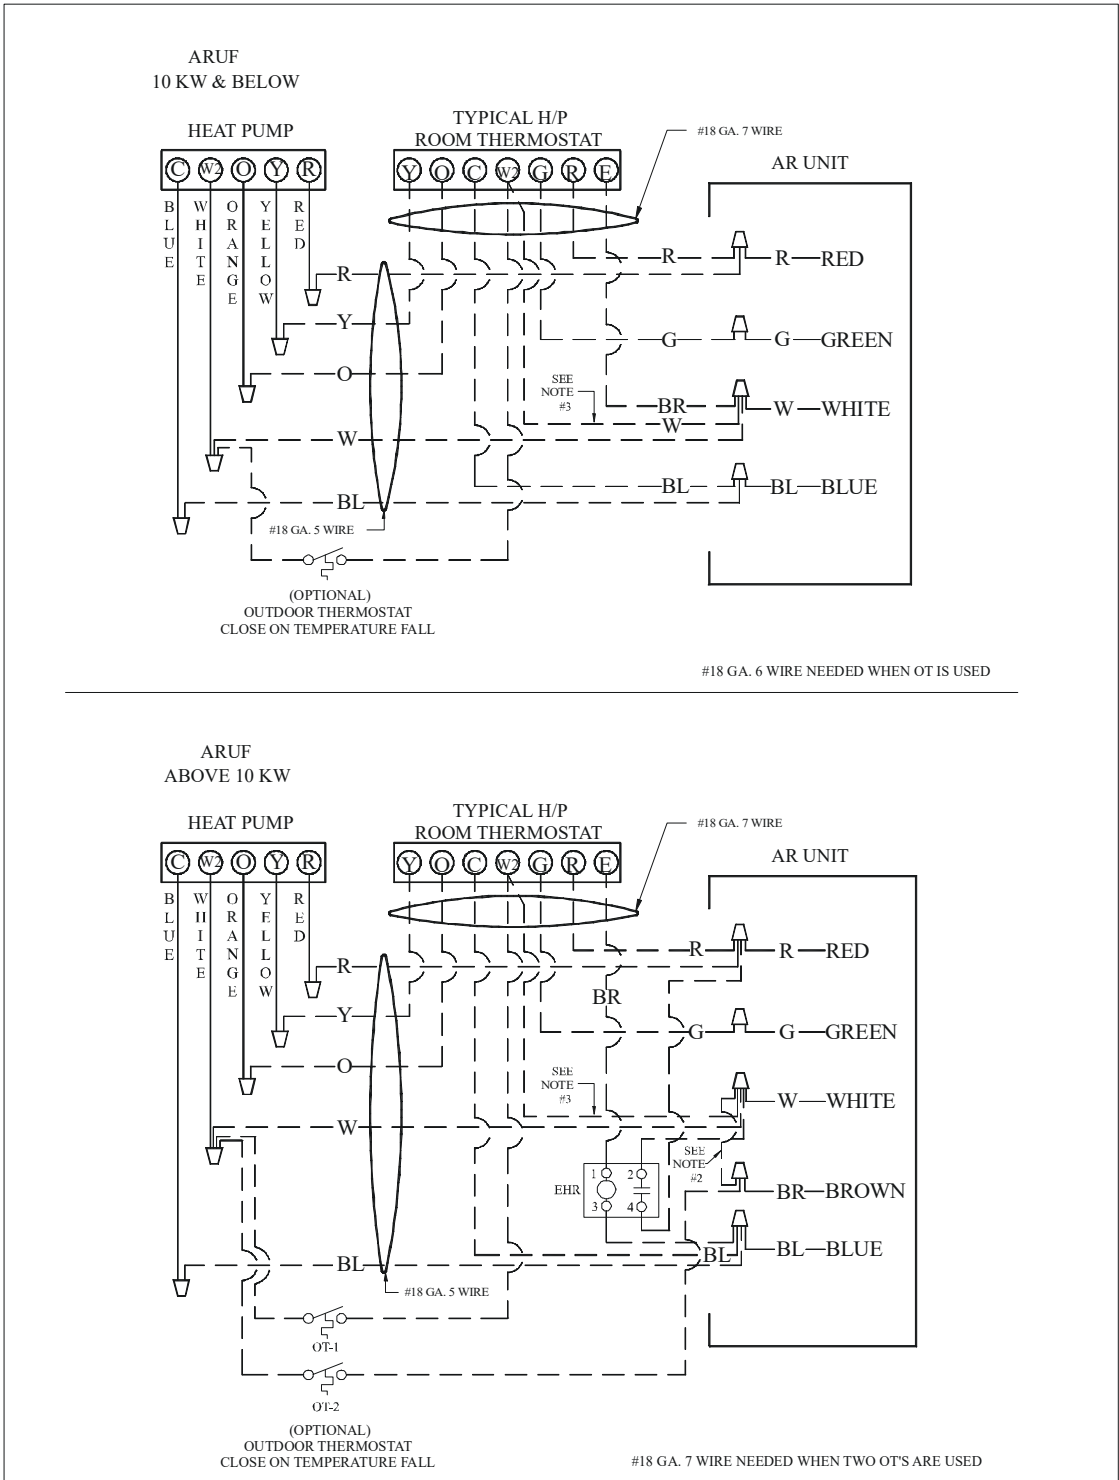 ARUF
10 KW & BELOW
HEAT PUMP
TYPICAL H/P
ROOM THERMOSTAT
#18 GA. 7 WIRE
AR UNIT
C W2 O Y R
Y O C W2 G R E
BLUE
WHITE
ORANGE
YELLOW
RED
R
R
R RED
Y
G
G GREEN
O
SEE
NOTE
#3
BR
W WHITE
W
W
BL
BL BLUE
BL
#18 GA. 5 WIRE
(OPTIONAL)
OUTDOOR THERMOSTAT
CLOSE ON TEMPERATURE FALL
#18 GA. 6 WIRE NEEDED WHEN OT IS USED
ARUF
ABOVE 10 KW
HEAT PUMP
TYPICAL H/P
ROOM THERMOSTAT
#18 GA. 7 WIRE
AR UNIT
C W2 O Y R
Y O C W2 G R E
BLUE
WHITE
ORANGE
YELLOW
RED
R
R RED
R
BR
Y
G
G GREEN
O
SEE
NOTE
#3
W WHITE
W
SEE
NOTE
#2
EHR
1 2
3 4
BR BROWN
BL
BL BLUE
BL
#18 GA. 5 WIRE
OT-1
OT-2
(OPTIONAL)
OUTDOOR THERMOSTAT
CLOSE ON TEMPERATURE FALL
#18 GA. 7 WIRE NEEDED WHEN TWO OT'S ARE USED